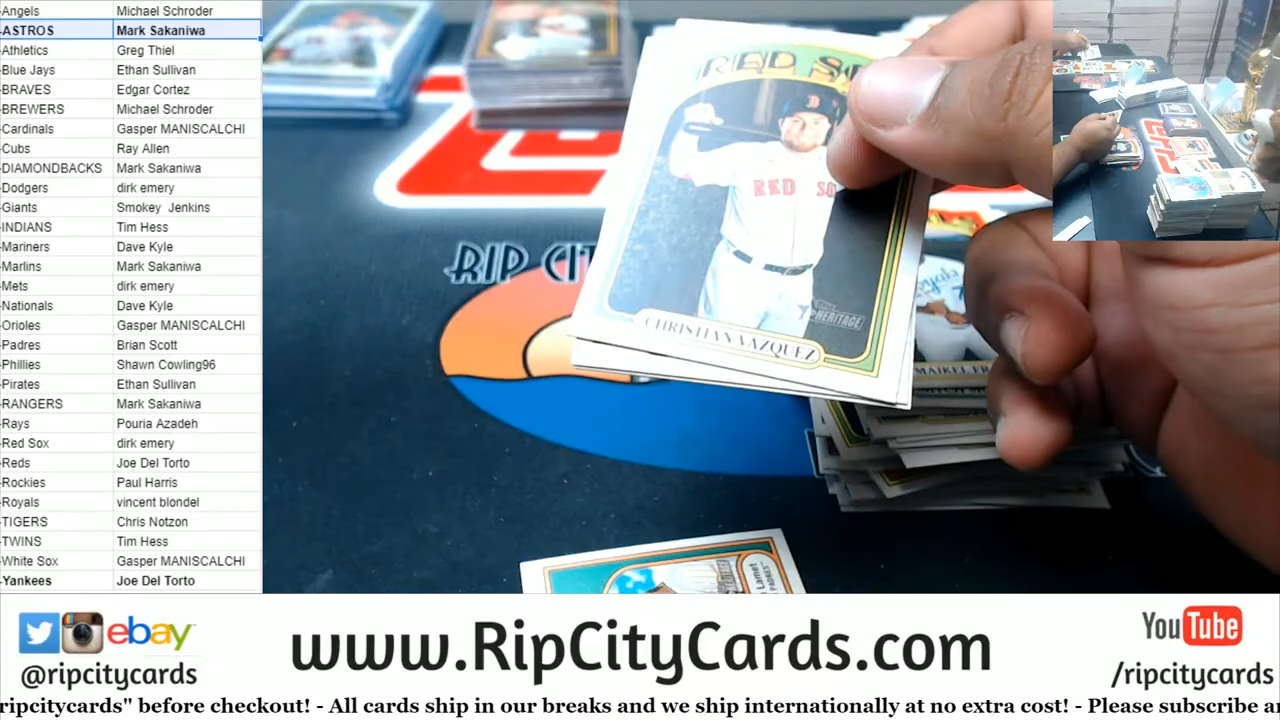 -Angels Michael Schroder
-ASTROS Mark Sakaniwa
-Athletics Greg Thiel
-Blue Jays Ethan Sullivan
-BRAVES Edgar Cortez
-BREWERS Michael Schroder
-Cardinals Gasper MANISCALCHI
-Cubs Ray Allen
-DIAMONDBACKS Mark Sakaniwa
-Dodgers dirk emery
-Giants Smokey Jenkins
-INDIANS Tim Hess
-Mariners Dave Kyle
-Marlins Mark Sakaniwa
-Mets dirk emery
-Nationals Dave Kyle
-Orioles Gasper MANISCALCHI
-Padres Brian Scott
-Phillies Shawn Cowling96
-Pirates Ethan Sullivan
-RANGERS Mark Sakaniwa
-Rays Pouria Azadeh
-Red Sox dirk emery
-Reds Joe Del Torto
-Rockies Paul Harris
-Royals vincent blondel
-TIGERS Chris Notzon
-TWINS Tim Hess
-White Sox Gasper MANISCALCHI
-Yankees Joe Del Torto
RED
B
RED SO
Topps
HERITAGE
CHRISTIAN VAZQUEZ
RIP
MAIKEL
Lamet
PADRES
ebay
@ripcitycards
www.RipCityCards.com
YouTube
/ripcitycards
ripcitycards" before checkout! - All cards ship in our breaks and we ship internationally at no extra cost! - Please subscribe